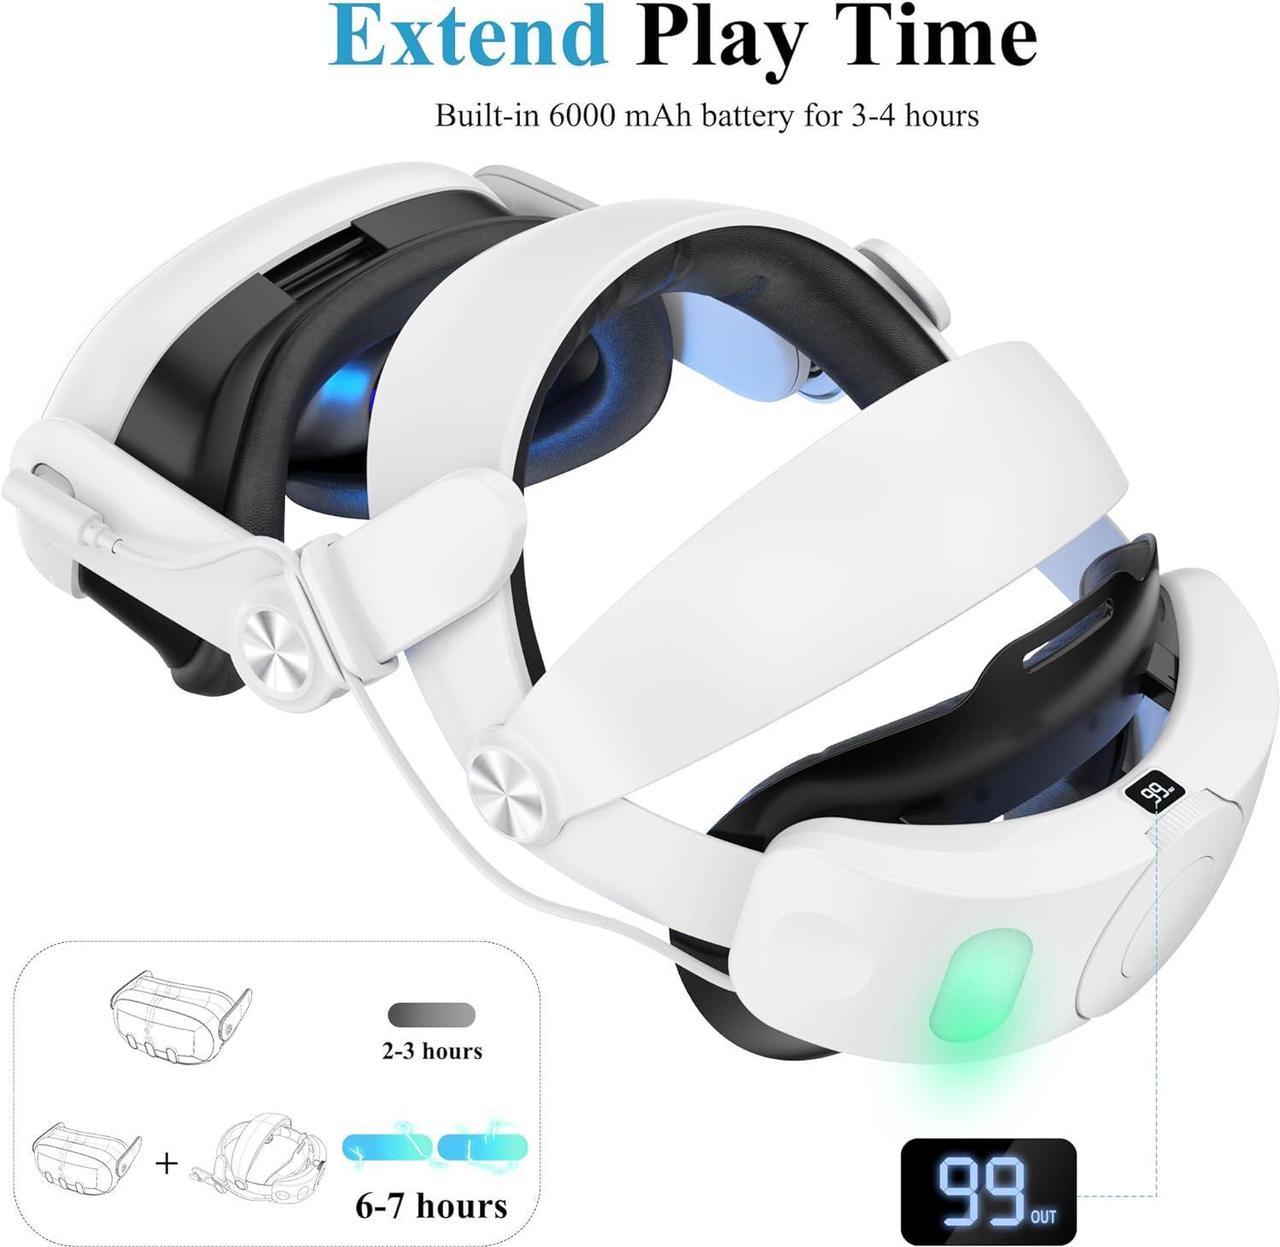 Extend Play Time
Built-in 6000 mAh battery for 3-4 hours
99
2-3 hours
+
6-7 hours
99 OUT